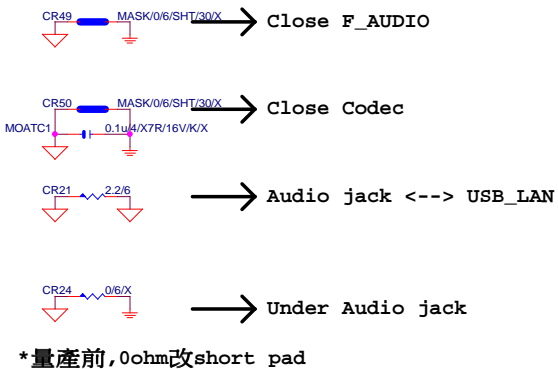 CR49 MASK/0/6/SHT/30/X Close F_AUDIO
CR50 MASK/0/6/SHT/30/X Close Codec
MOATC1 0.1u/4/X7R/16V/K/X
CR21 2.2/6 Audio jack <--> USB_LAN
CR24 0/6/X Under Audio jack
*量產前,0ohm改short pad